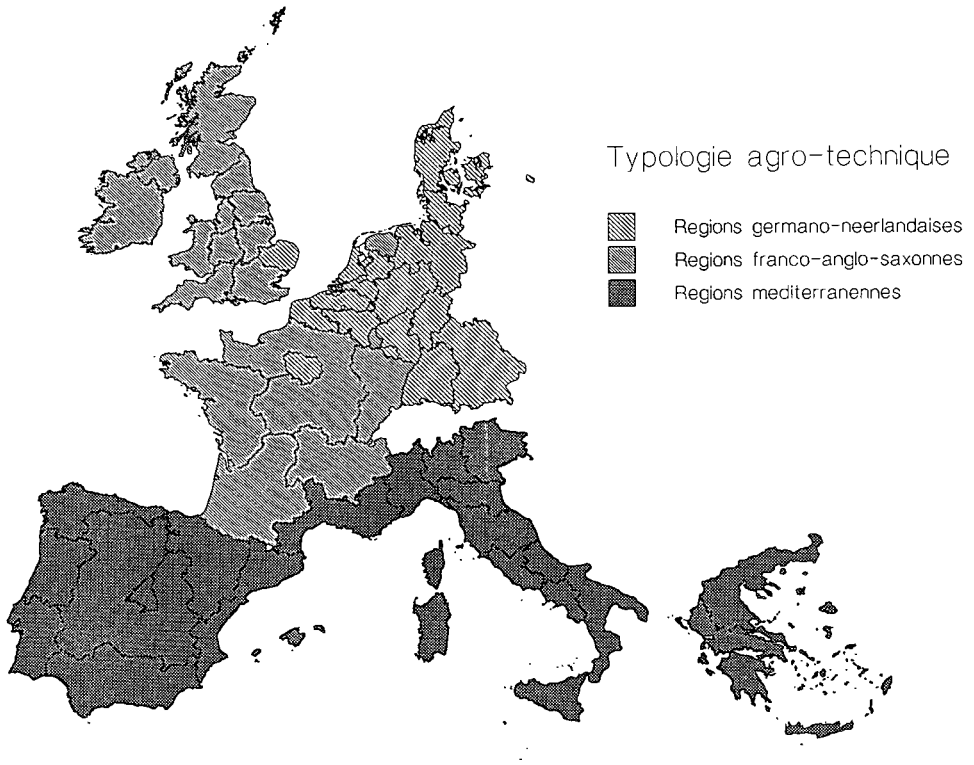 Typologie agro-technique
Regions germano-neerlandaises
Regions franco-anglo-saxonnes
Regions mediterranennes